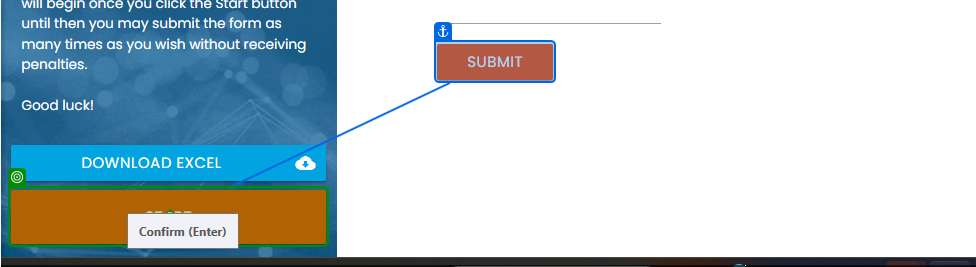 will begin once you click the Start button
until then you may submit the form as
many times as you wish without receiving
penalties.
Good luck!
SUBMIT
DOWNLOAD EXCEL
Confirm (Enter)